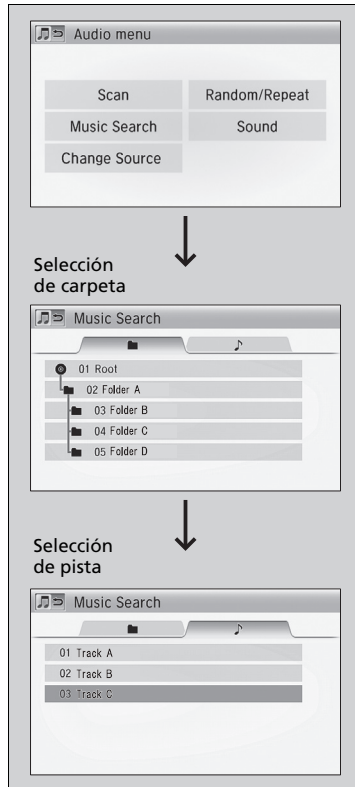 Audio menu
Scan
Random/Repeat
Music Search
Sound
Change Source
Selección
de carpeta
Music Search
01 Root
02 Folder A
03 Folder B
04 Folder C
05 Folder D
Selección
de pista
Music Search
01 Track A
02 Track B
03 Track C